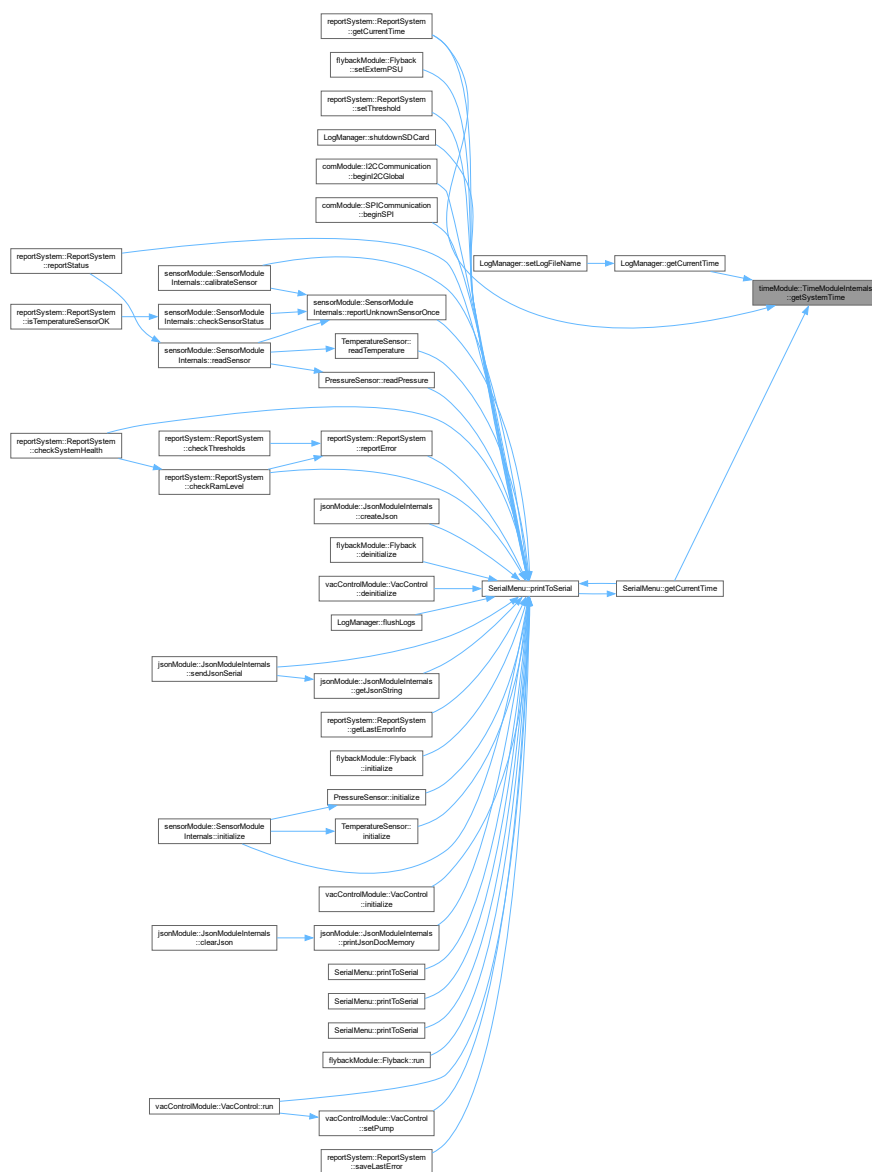 reportSystem::ReportSystem
::getCurrentTime
flybackModule::Flyback
::setExternPSU
reportSystem::ReportSystem
::setThreshold
LogManager::shutdownSDCard
comModule::I2CCommunication
::beginI2CGlobal
comModule::SPICommunication
::beginSPI
reportSystem::ReportSystem
::reportStatus
sensorModule::SensorModule
Internals::calibrateSensor
reportSystem::ReportSystem
::isTemperatureSensorOK
sensorModule::SensorModule
Internals::checkSensorStatus
sensorModule::SensorModule
Internals::reportUnknownSensorOnce
sensorModule::SensorModule
Internals::readSensor
TemperatureSensor::
readTemperature
PressureSensor::readPressure
LogManager::setLogFileName
LogManager::getCurrentTime
timeModule::TimeModuleInternals
::getSystemTime
reportSystem::ReportSystem
::checkSystemHealth
reportSystem::ReportSystem
::checkThresholds
reportSystem::ReportSystem
::reportError
reportSystem::ReportSystem
::checkRamLevel
jsonModule::JsonModuleInternals
::createJson
flybackModule::Flyback
::deinitialize
vacControlModule::VacControl
::deinitialize
SerialMenu::printToSerial
SerialMenu::getCurrentTime
LogManager::flushLogs
jsonModule::JsonModuleInternals
::sendJsonSerial
jsonModule::JsonModuleInternals
::getJsonString
reportSystem::ReportSystem
::getLastErrorInfo
flybackModule::Flyback
::initialize
PressureSensor::initialize
sensorModule::SensorModule
Internals::initialize
TemperatureSensor::
initialize
vacControlModule::VacControl
::initialize
jsonModule::JsonModuleInternals
::clearJson
jsonModule::JsonModuleInternals
::printJsonDocMemory
SerialMenu::printToSerial
SerialMenu::printToSerial
SerialMenu::printToSerial
flybackModule::Flyback::run
vacControlModule::VacControl::run
vacControlModule::VacControl
::setPump
reportSystem::ReportSystem
::saveLastError